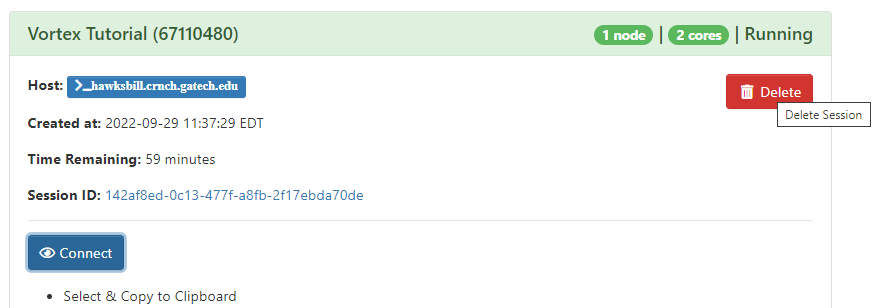 Vortex Tutorial (67110480) 1 node | 2 cores | Running
Host: >_hawksbill.crnch.gatech.edu
Delete
Delete Session
Created at: 2022-09-29 11:37:29 EDT
Time Remaining: 59 minutes
Session ID: 142af8ed-0c13-477f-a8fb-2f17ebda70de
Connect
• Select & Copy to Clipboard